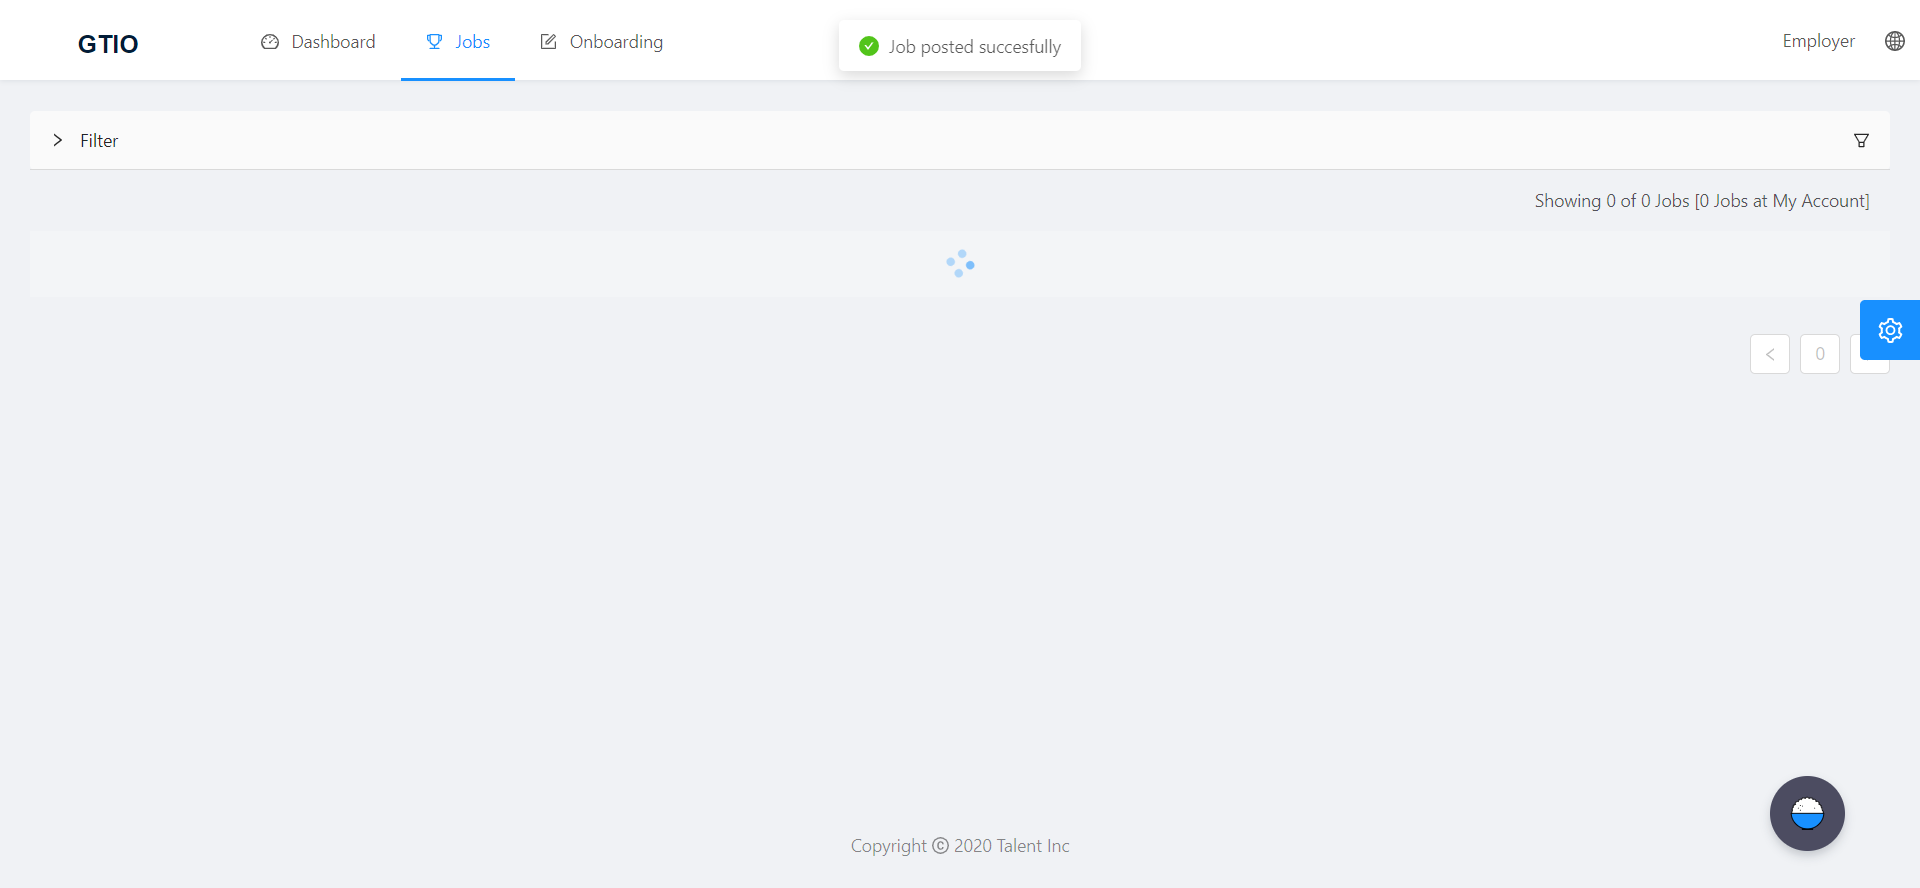 GTIO
Dashboard
Jobs
Onboarding
Job posted succesfully
Employer
Filter
Showing 0 of 0 Jobs [0 Jobs at My Account]
< 0
Copyright © 2020 Talent Inc